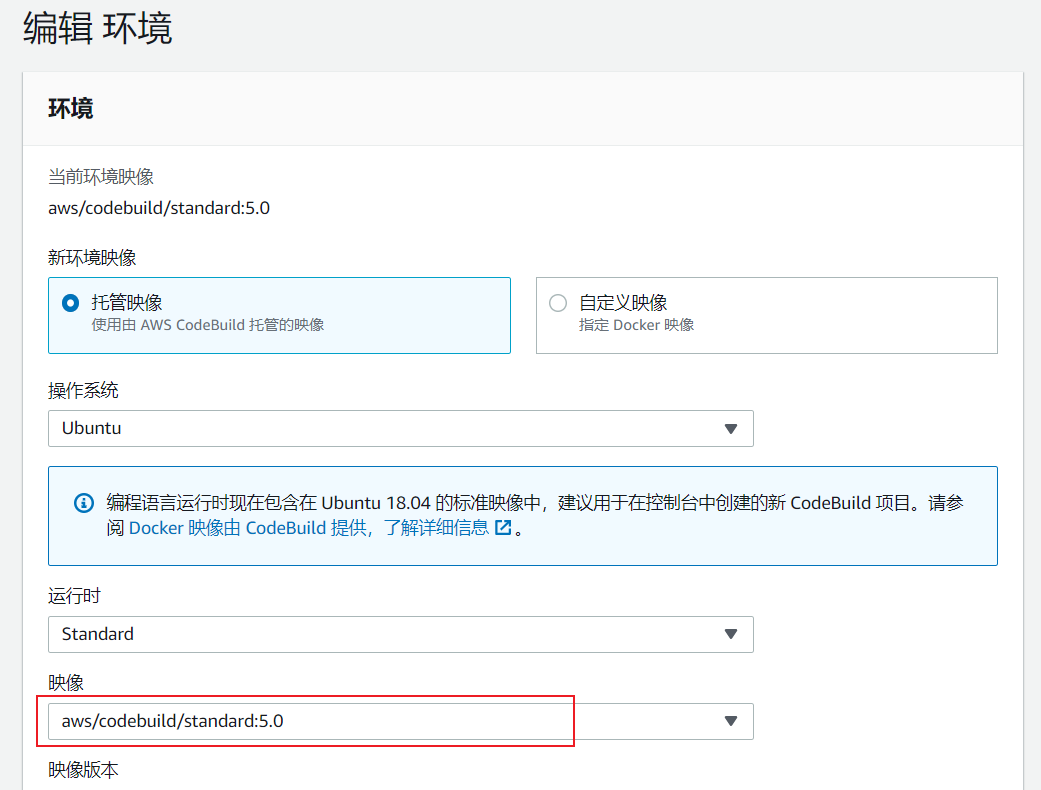 编辑 环境
环境
当前环境映像
aws/codebuild/standard:5.0
新环境映像
托管映像
使用由 AWS CodeBuild 托管的映像
自定义映像
指定 Docker 映像
操作系统
Ubuntu
编程语言运行时现在包含在 Ubuntu 18.04 的标准映像中，建议用于在控制台中创建的新 CodeBuild 项目。请参
阅 Docker 映像由 CodeBuild 提供，了解详细信息。
运行时
Standard
映像
aws/codebuild/standard:5.0
映像版本